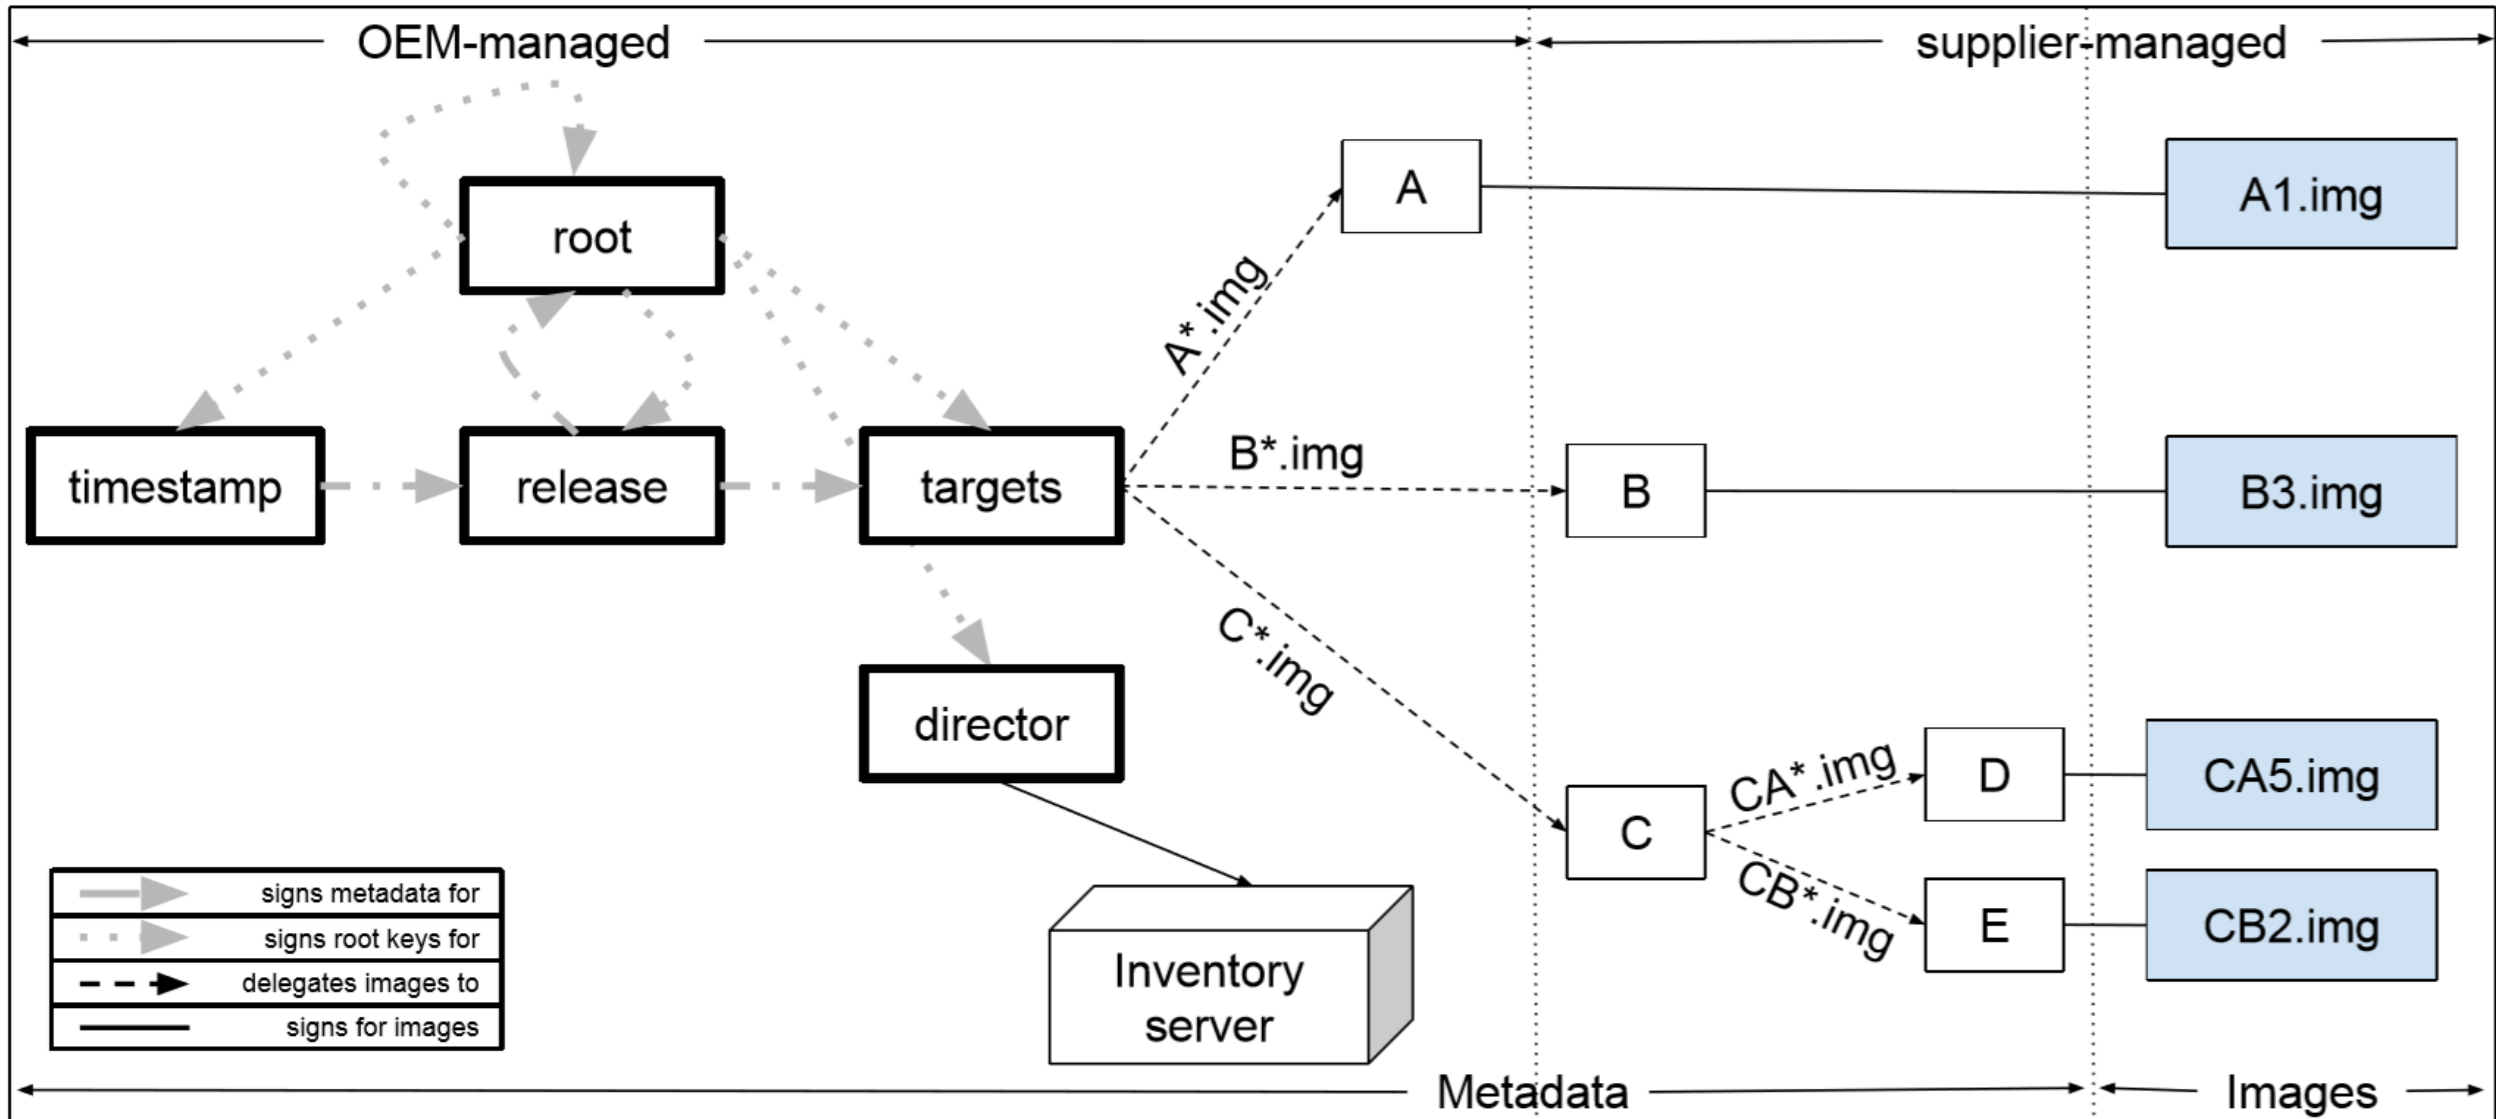 OEM-managed
supplier-managed
root
A
A1.img
A*.img
timestamp
release
targets
B*.img
B
B3.img
C*.img
director
C
CA*.img
D
CA5.img
CB*.img
E
CB2.img
signs metadata for
signs root keys for
delegates images to
signs for images
Inventory
server
Metadata
Images